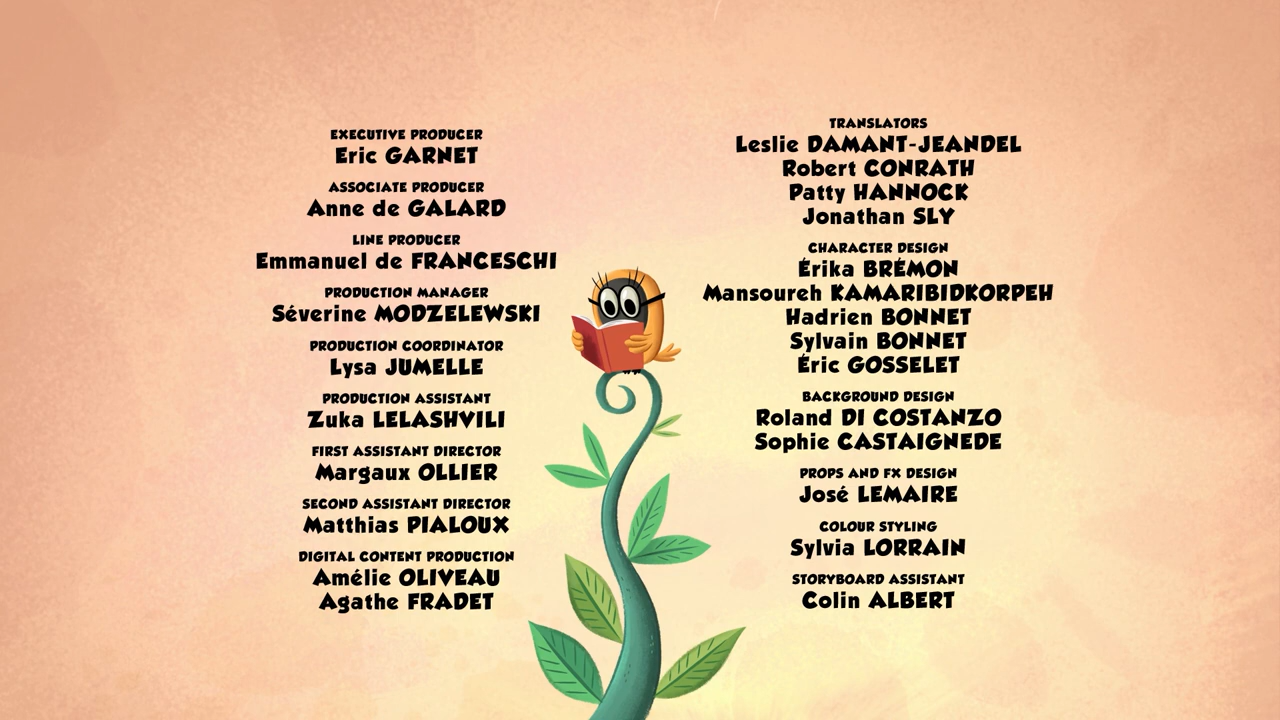 EXECUTIVE PRODUCER
Eric GARNET
ASSOCIATE PRODUCER
Anne de GALARD
LINE PRODUCER
Emmanuel de FRANCESCHI
PRODUCTION MANAGER
Séverine MODZELEWSKI
PRODUCTION COORDINATOR
Lysa JUMELLE
PRODUCTION ASSISTANT
Zuka LELASHVILI
FIRST ASSISTANT DIRECTOR
Margaux OLLIER
SECOND ASSISTANT DIRECTOR
Matthias PIALOUX
DIGITAL CONTENT PRODUCTION
Amélie OLIVEAU
Agathe FRADET
TRANSLATORS
Leslie DAMANT-JEANDEL
Robert CONRATH
Patty HANNOCK
Jonathan SLY
CHARACTER DESIGN
Érika BRÉMON
Mansoureh KAMARIBIDKORPEH
Hadrien BONNET
Sylvain BONNET
Éric GOSSELET
BACKGROUND DESIGN
Roland DI COSTANZO
Sophie CASTAIGNEDE
PROPS AND FX DESIGN
José LEMAIRE
COLOUR STYLING
Sylvia LORRAIN
STORYBOARD ASSISTANT
Colin ALBERT